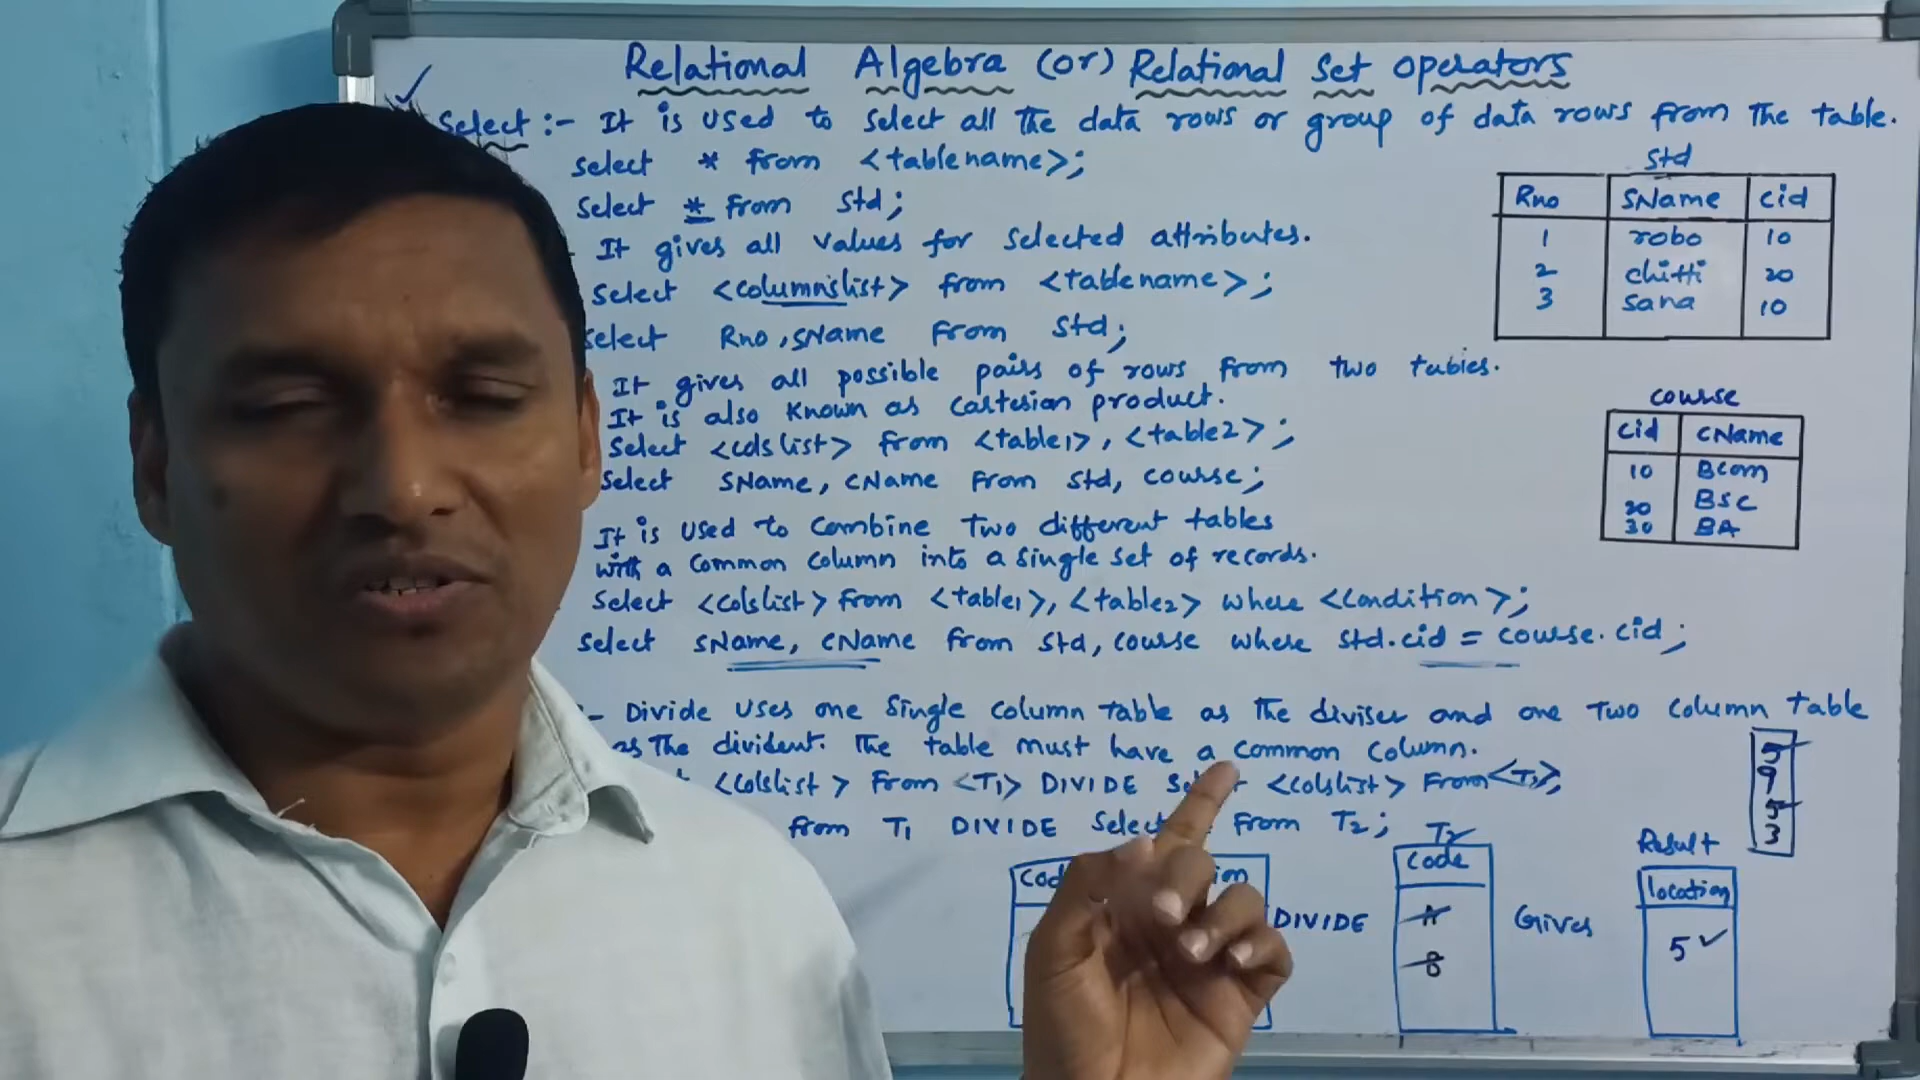 Relational Algebra (or) Relational Set operators
Select :- It is used to select all the data rows or group of data rows from the table.
Select * from <tablename>;
Select * from std;
It gives all values for selected attributes.
Select <columnslist> from <tablename>;
Select Rno, SName from std;
It gives all possible pairs of rows from two tables.
It is also known as cartesian product.
Select <colslist> from <table1>, <table2>;
Select SName, CName from std, course;
It is used to combine two different tables
with a common column into a single set of records.
Select <colslist> from <table1>, <table2> where <condition>;
Select SName, CName from std, course where std.cid = course.cid;
:- Divide uses one single column table as the diviser and one two column table
as the divident. The table must have a common column.
<colslist> from <T1> DIVIDE <colslist> from
from T1 DIVIDE Select from T2;
std
Rno SName cid
1 robo 10
2 chitti 20
3 sana 10
course
cid CName
10 Bcom
20 BSC
30 BA
5
9
5
3
DIVIDE
T2
Code
A
B
Gives
Result
location
5